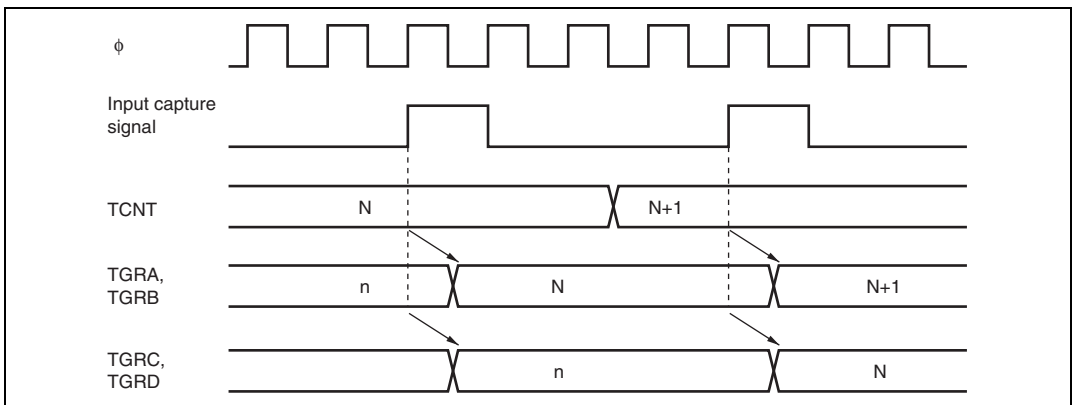 ϕ
Input capture
signal
TCNT
N
N+1
TGRA,
TGRB
n
N
N+1
TGRC,
TGRD
n
N